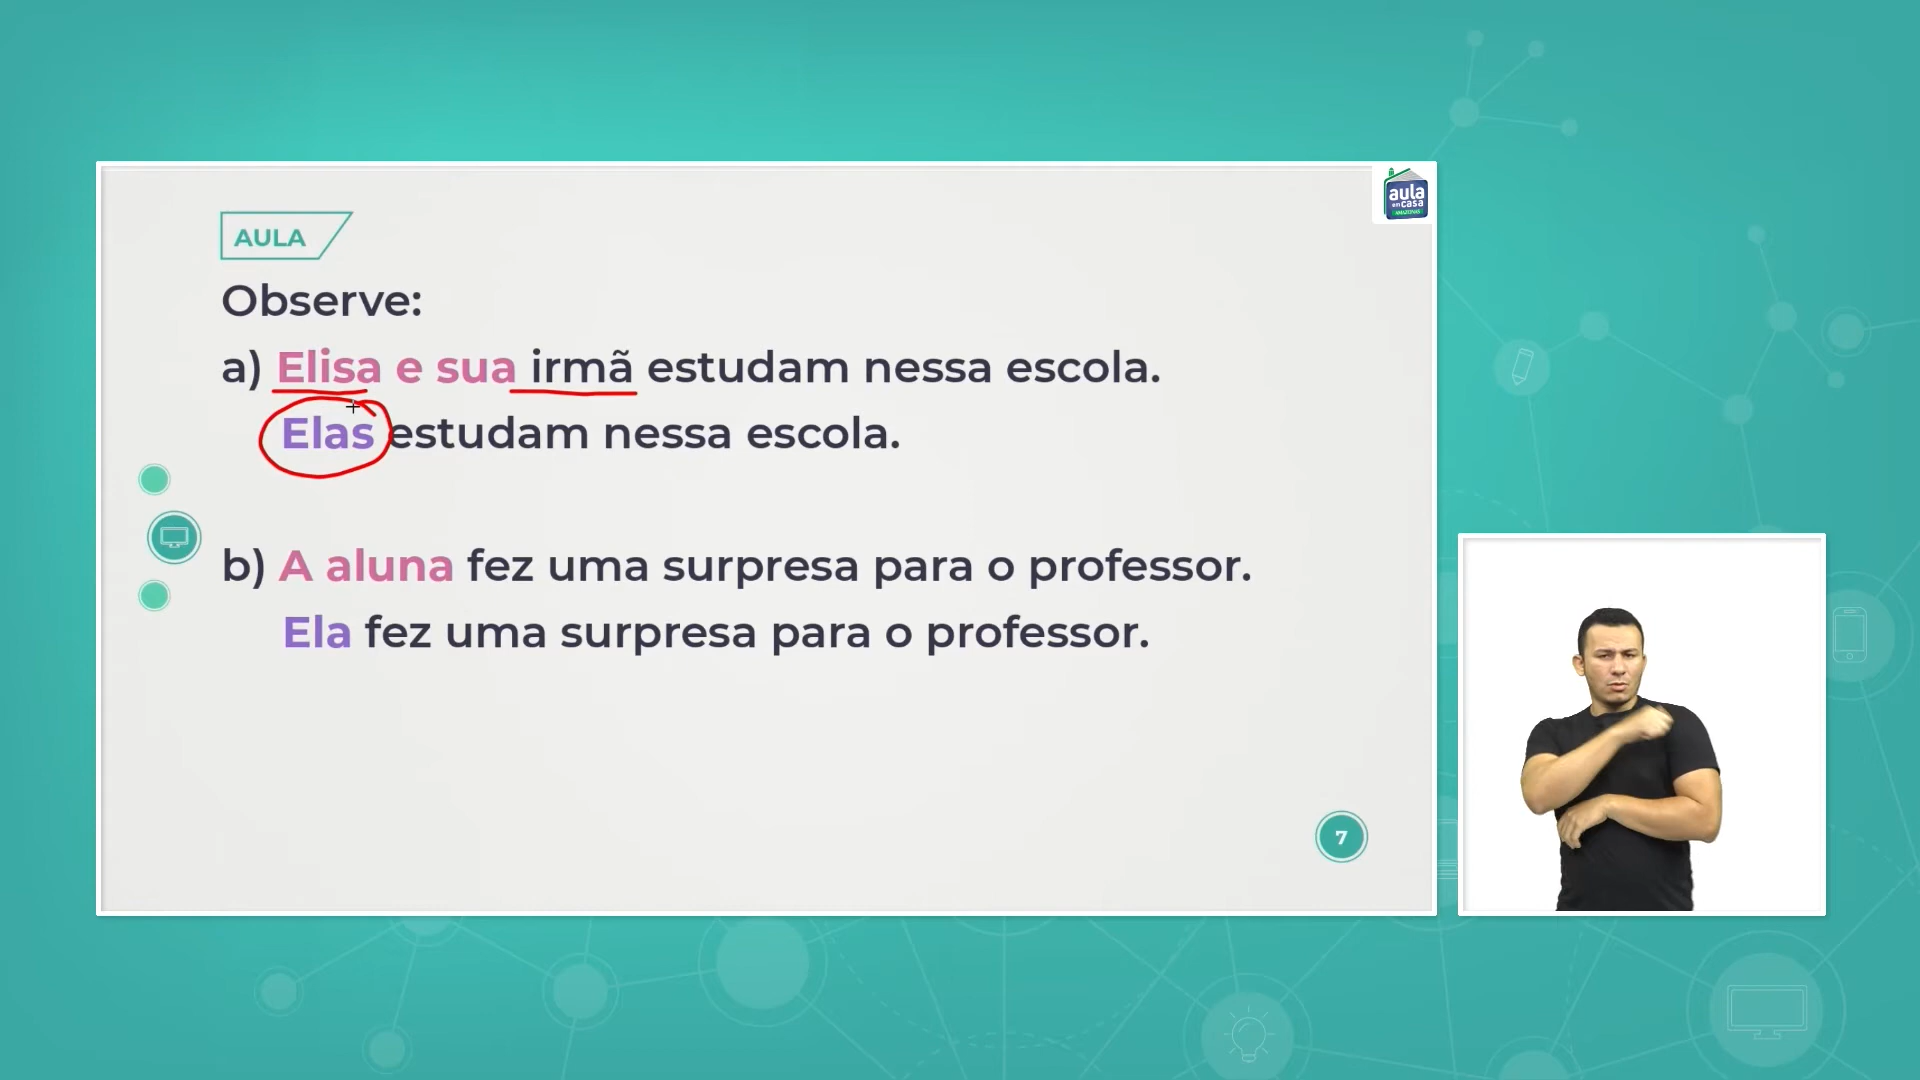 aula
em casa
AMAZONAS
AULA
Observe:
a) Elisa e sua irmã estudam nessa escola.
Elas estudam nessa escola.
b) A aluna fez uma surpresa para o professor.
Ela fez uma surpresa para o professor.
7